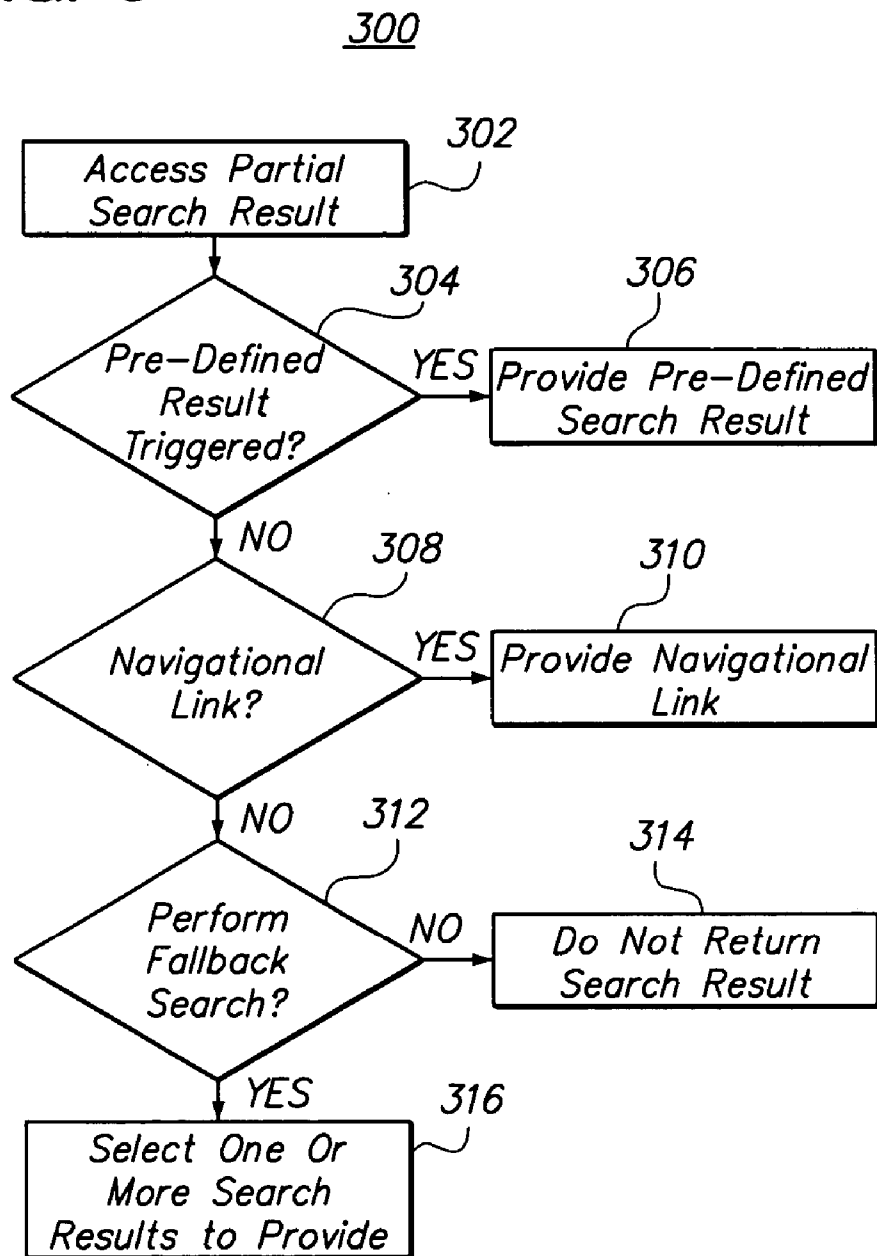 300
302
Access Partial
Search Result
304
Pre-Defined
Result
Triggered?
YES
306
Provide Pre-Defined
Search Result
NO
308
Navigational
Link?
YES
310
Provide Navigational
Link
NO
312
Perform
Fallback
Search?
NO
314
Do Not Return
Search Result
YES
316
Select One Or
More Search
Results to Provide